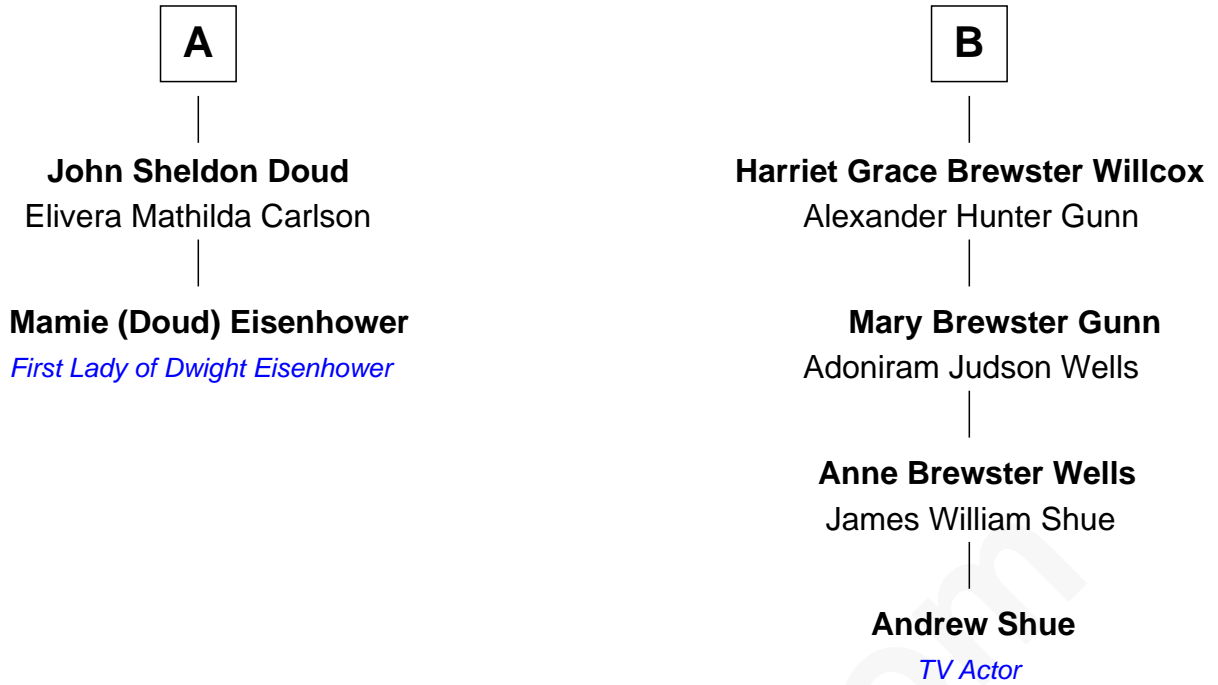 A
John Sheldon Doud
Elivera Mathilda Carlson
Mamie (Doud) Eisenhower
First Lady of Dwight Eisenhower
B
Harriet Grace Brewster Willcox
Alexander Hunter Gunn
Mary Brewster Gunn
Adoniram Judson Wells
Anne Brewster Wells
James William Shue
Andrew Shue
TV Actor
om